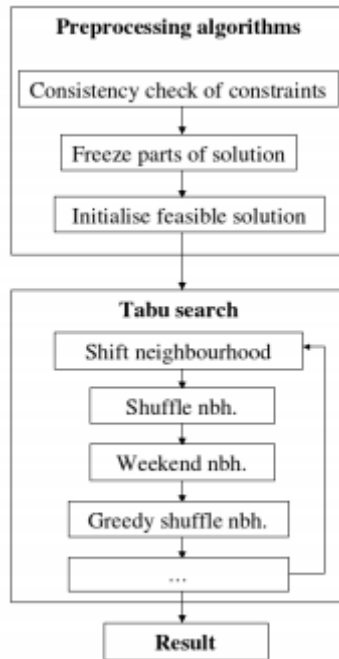 Preprocessing algorithms
Consistency check of constraints
Freeze parts of solution
Initialise feasible solution
Tabu search
Shift neighbourhood
Shuffle nbh.
Weekend nbh.
Greedy shuffle nbh.
...
Result